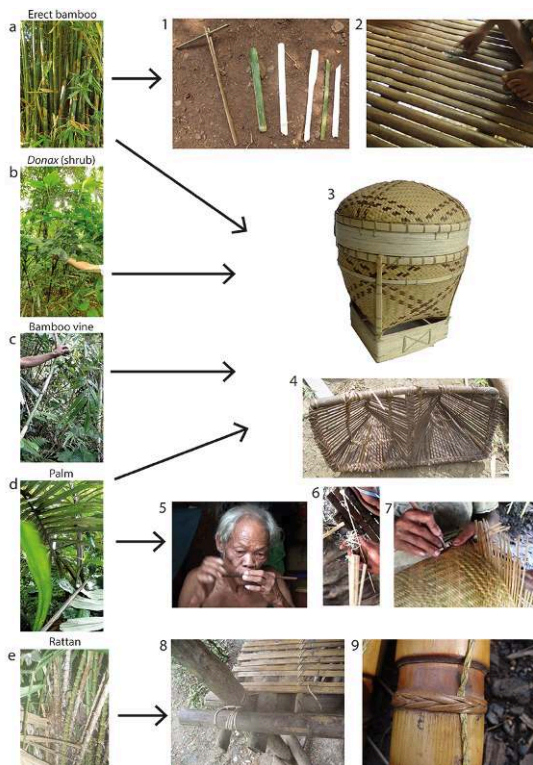 Erect bamboo
a
1
2
Donax (shrub)
b
3
Bamboo vine
c
4
Palm
d
5
6
7
Rattan
e
8
9